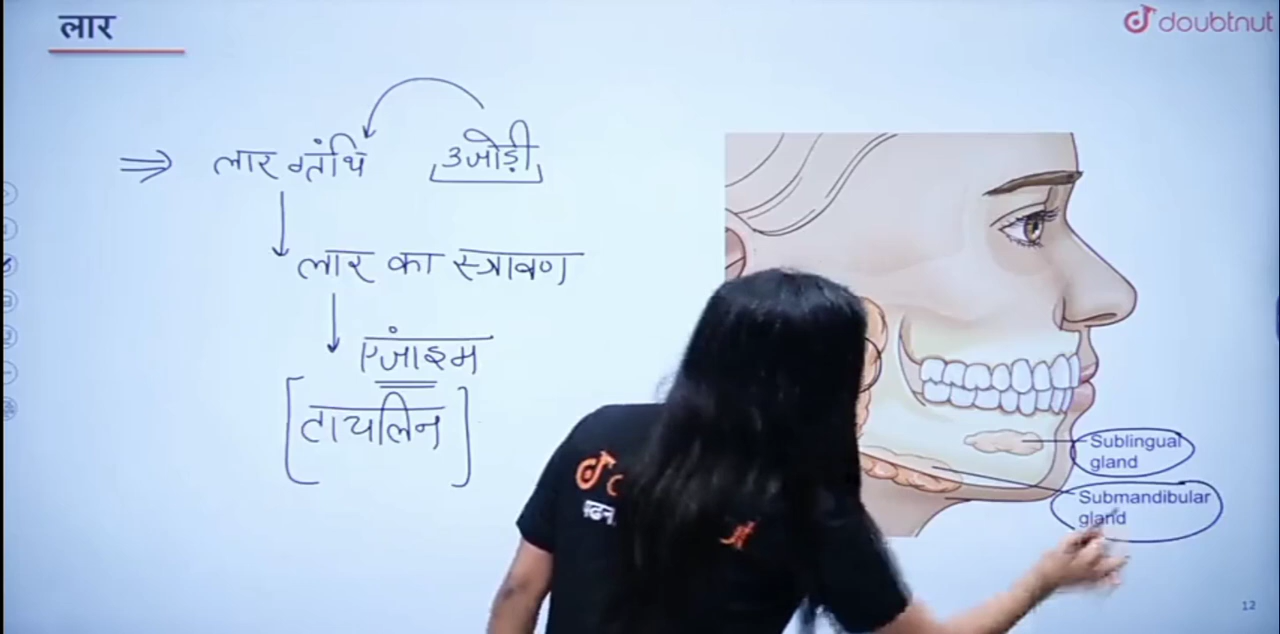 लार
doubtnut
⇒ लार ग्रंथि 3जोड़ी
लार का स्त्रावण
एंजाइम
[टायलिन]
Sublingual
gland
Submandibular
gland
12